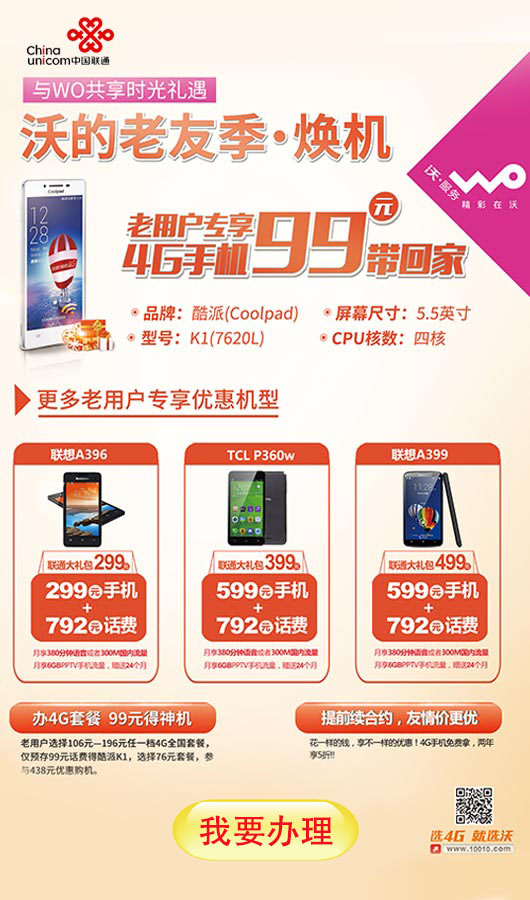 China
unicom中国联通
与WO共享时光礼遇
沃的老友季·焕机
沃·服务
精彩在沃
Coolpad
12
28
老用户专享
4G手机99元带回家
品牌：酷派(Coolpad)
屏幕尺寸：5.5英寸
型号：K1(7620L)
CPU核数：四核
更多老用户专享优惠机型
联想A396
联通大礼包299元
299元手机
+
792元话费
月享380分钟语音或者300M国内流量
月享6GBPPTV手机流量，赠送24个月
TCL P360w
联通大礼包399元
599元手机
+
792元话费
月享380分钟语音或者300M国内流量
月享6GBPPTV手机流量，赠送24个月
联想A399
联通大礼包499元
599元手机
+
792元话费
月享380分钟语音或者300M国内流量
月享6GBPPTV手机流量，赠送24个月
办4G套餐 99元得神机
老用户选择106元—196元任一档4G全国套餐，
仅预存99元话费得酷派K1，选择76元套餐，参
与438元优惠购机。
提前续合约，友情价更优
花一样的钱，享不一样的优惠！4G手机免费拿，两年
享5折!!
我要办理
选4G 就选沃
www.10010.com